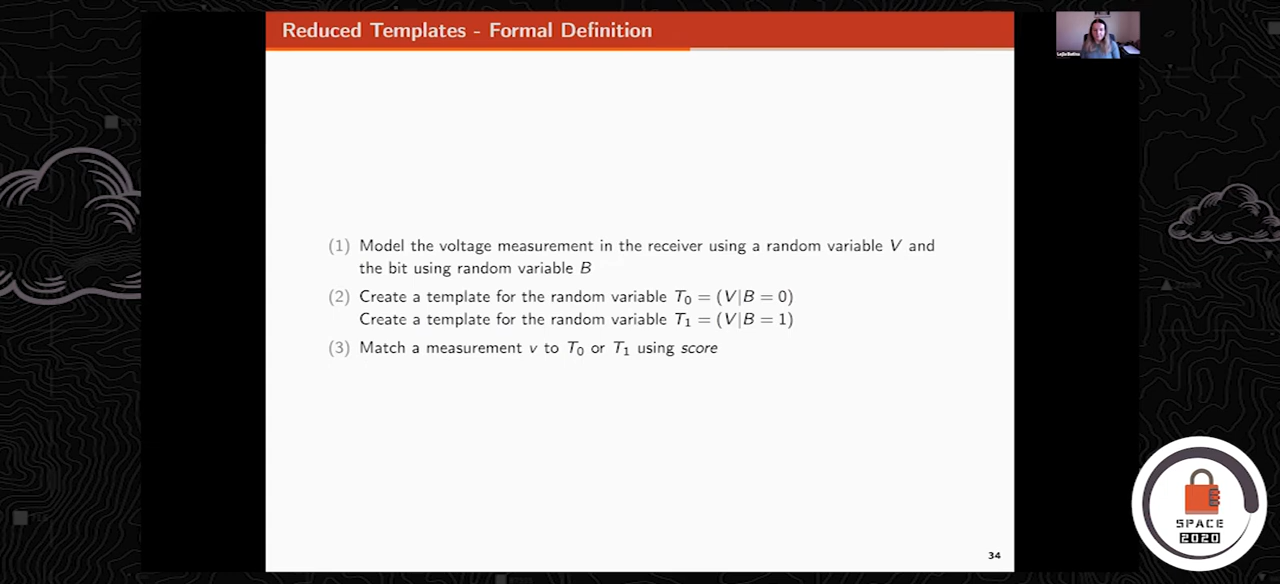 Reduced Templates - Formal Definition
Lejla Batina
(1) Model the voltage measurement in the receiver using a random variable V and
the bit using random variable B
(2) Create a template for the random variable T₀ = (V|B = 0)
Create a template for the random variable T₁ = (V|B = 1)
(3) Match a measurement v to T₀ or T₁ using score
SPACE
2020
34